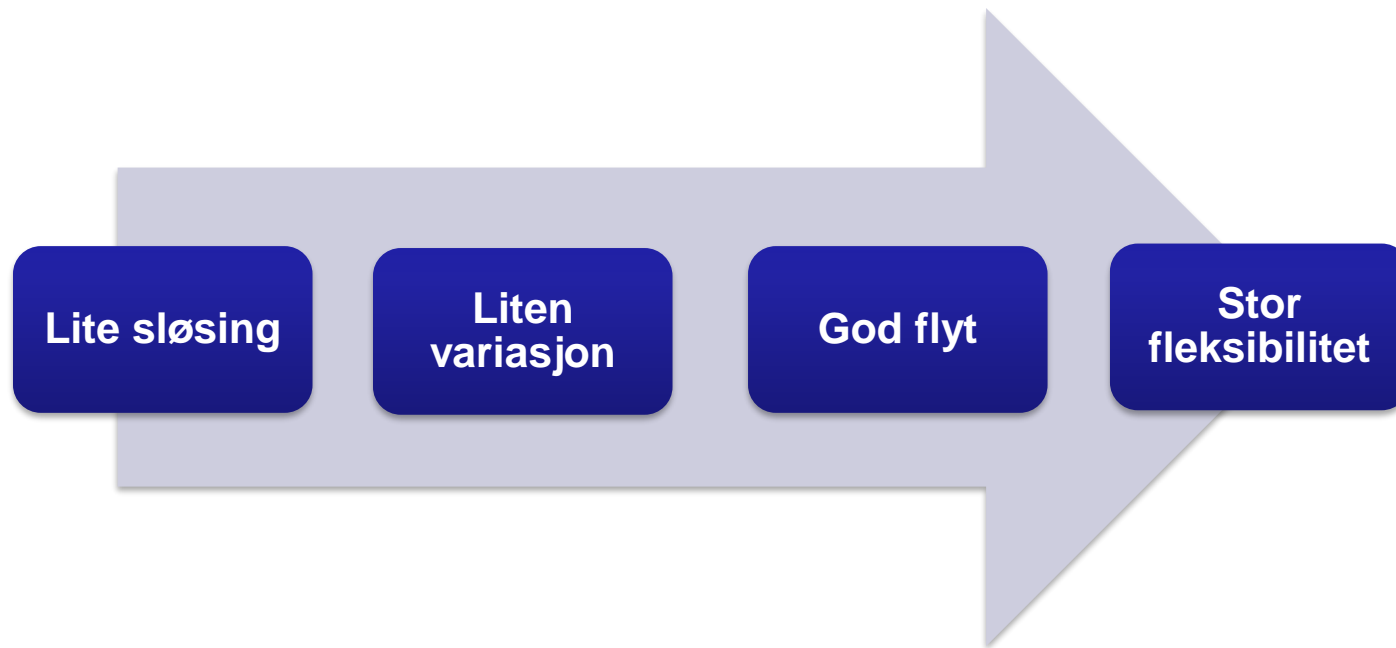 Lite sløsing
Liten
variasjon
God flyt
Stor
fleksibilitet